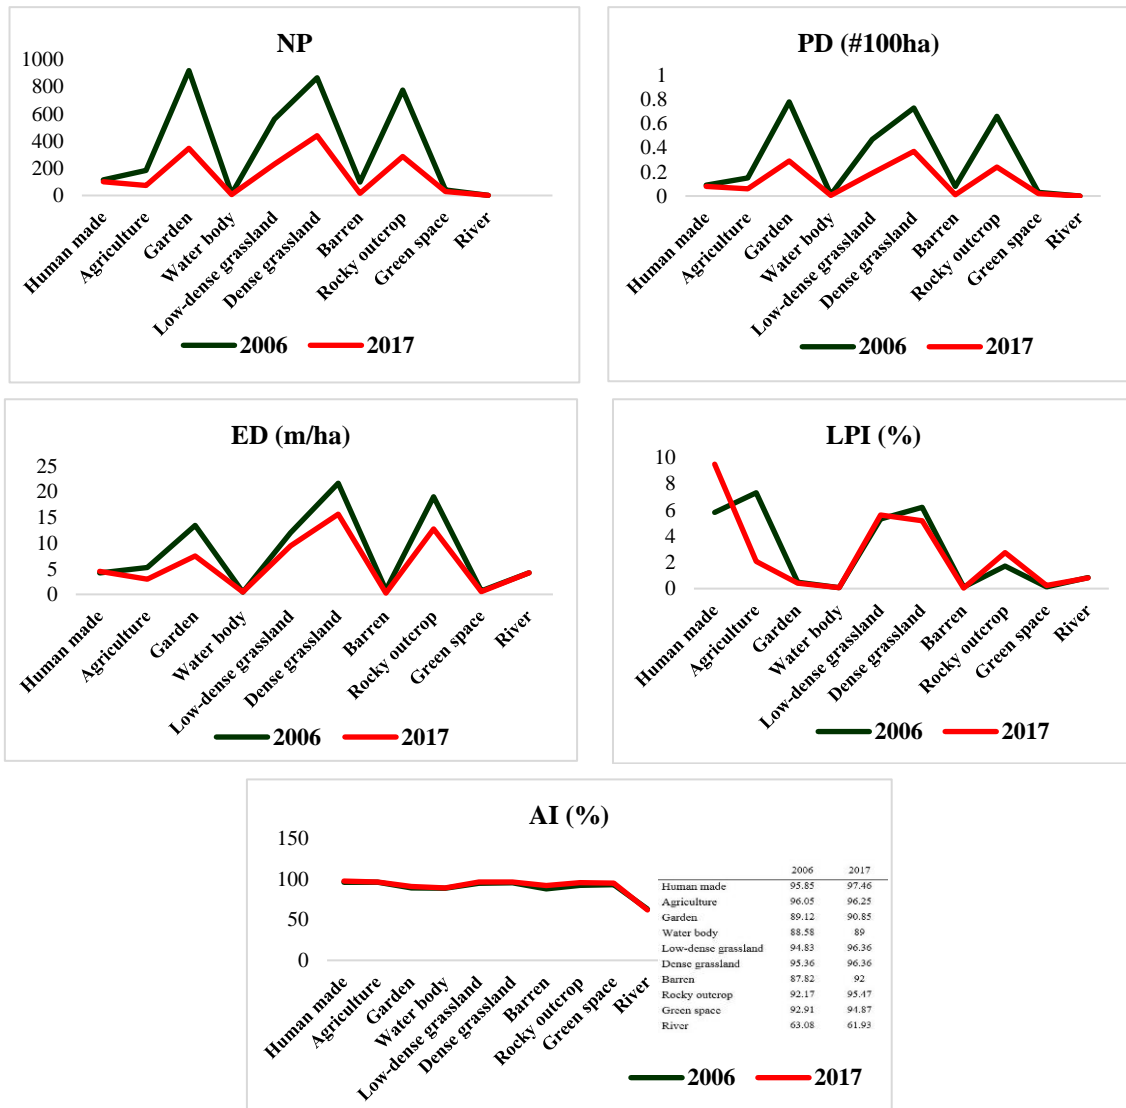 NP
1000
800
600
400
200
0
Human made
Agriculture
Garden
Water body
Low-dense grassland
Dense grassland
Barren
Rocky outcrop
Green space
River
2006 2017
PD (#100ha)
1
0.8
0.6
0.4
0.2
0
Human made
Agriculture
Garden
Water body
Low-dense grassland
Dense grassland
Barren
Rocky outcrop
Green space
River
2006 2017
ED (m/ha)
25
20
15
10
5
0
Human made
Agriculture
Garden
Water body
Low-dense grassland
Dense grassland
Barren
Rocky outcrop
Green space
River
2006 2017
LPI (%)
10
8
6
4
2
0
Human made
Agriculture
Garden
Water body
Low-dense grassland
Dense grassland
Barren
Rocky outcrop
Green space
River
2006 2017
AI (%)
150
100
50
0
Human made
Agriculture
Garden
Water body
Low-dense grassland
Dense grassland
Barren
Rocky outcrop
Green space
River
2006 2017
Human made 95.85 97.46
Agriculture 96.05 96.25
Garden 89.12 90.85
Water body 88.58 89
Low-dense grassland 94.83 96.36
Dense grassland 95.36 96.36
Barren 87.82 92
Rocky outcrop 92.17 95.47
Green space 92.91 94.87
River 63.08 61.93
2006 2017